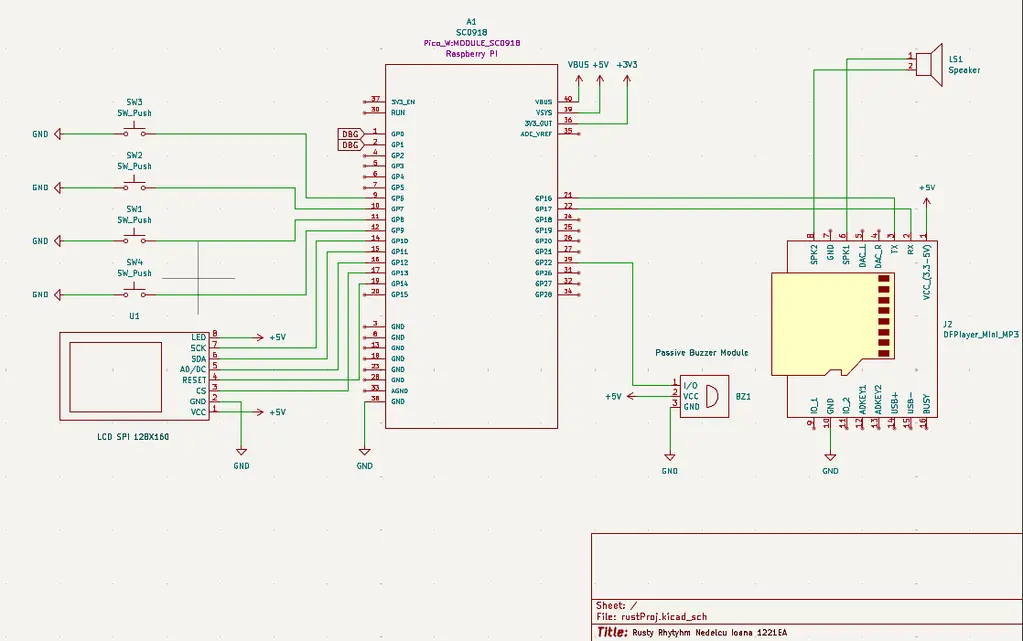 A1
SC0918
Pico_W:MODULE_SC0918
Raspberry Pi
37 3V3_EN
30 RUN
DBG 1 GP0
DBG 2 GP1
4 GP2
5 GP3
6 GP4
7 GP5
9 GP6
10 GP7
11 GP8
12 GP9
14 GP10
15 GP11
16 GP12
17 GP13
19 GP14
20 GP15
3 GND
8 GND
13 GND
18 GND
23 GND
28 GND
33 AGND
38 GND
GND
VBUS +5V +3V3
VBUS 40
VSYS 39
3V3_OUT 36
ADC_VREF 35
GP16 21
GP17 22
GP18 24
GP19 25
GP20 26
GP21 27
GP22 29
GP26 31
GP27 32
GP28 34
SW3
SW_Push
GND
SW2
SW_Push
GND
SW1
SW_Push
GND
SW4
SW_Push
GND
U1
LED 8 +5V
SCK 7
SDA 6
A0/DC 5
RESET 4
CS 3
GND 2
VCC 1 +5V
LCD SPI 128X160
GND
Passive Buzzer Module
1 I/O
+5V 2 VCC
3 GND
BZ1
GND
1
2
LS1
Speaker
+5V
8 SPK2
7 GND
6 SPK1
5 DAC_L
4 DAC_R
3 TX
2 RX
1 VCC_(3.3-5V)
J2
DFPlayer_Mini_MP3
IO_1 9
GND 10
IO_2 11
ADKEY1 12
ADKEY2 13
USB+ 14
USB- 15
BUSY 16
GND
Sheet: /
File: rustProj.kicad_sch
Title: Rusty Rhytyhm Nedelcu Ioana 1221EA